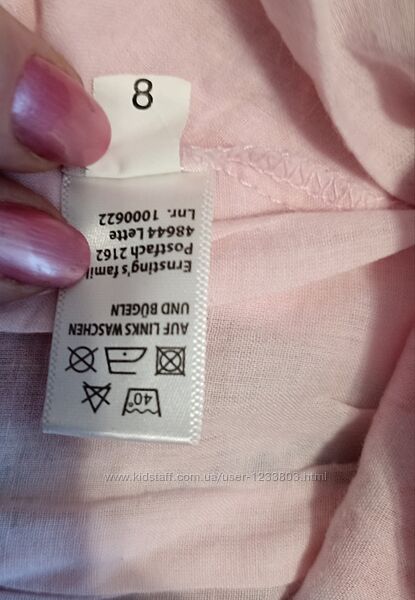 40°
AUF LINKS WASCHEN
UND BÜGELN
Ernsting's famil
Postfach 2162
48644 Lette
Lnr. 1000622
8
www.kidstaff.com.ua/user-1233803.html